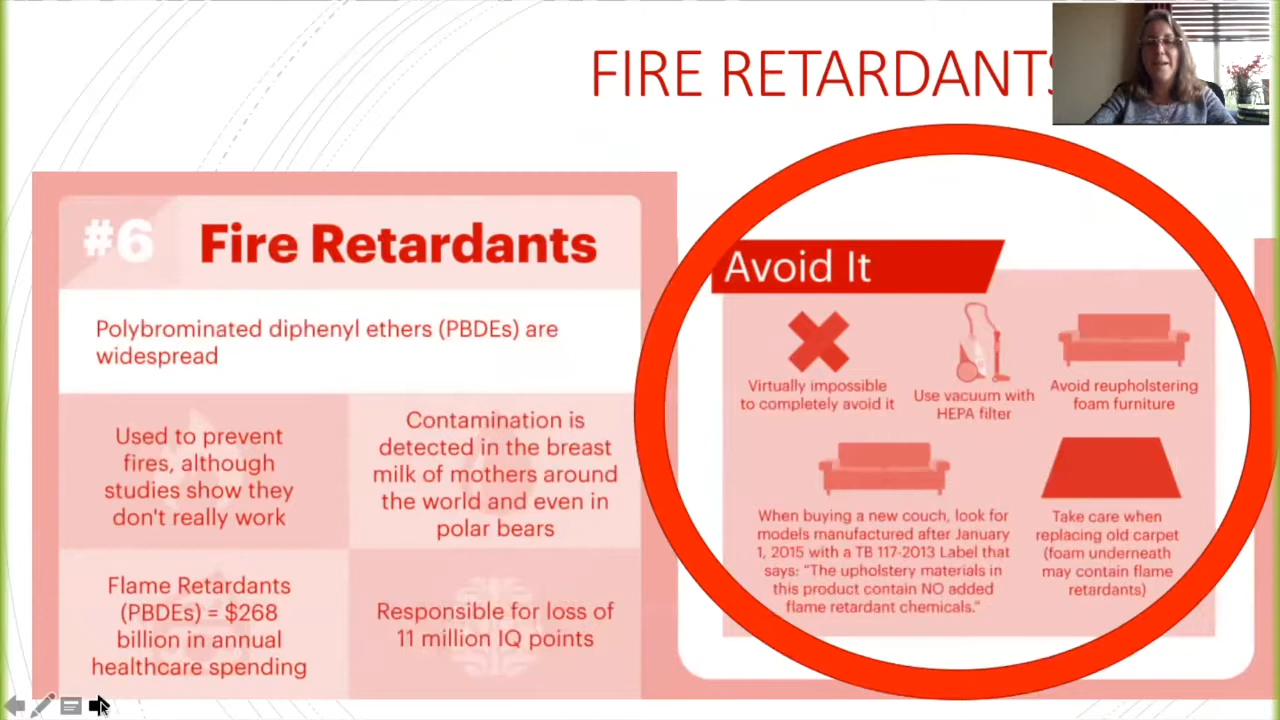 FIRE RETARDANTS
#6 Fire Retardants
Polybrominated diphenyl ethers (PBDEs) are
widespread
Used to prevent
fires, although
studies show they
don't really work
Contamination is
detected in the breast
milk of mothers around
the world and even in
polar bears
Flame Retardants
(PBDEs) = $268
billion in annual
healthcare spending
Responsible for loss of
11 million IQ points
Avoid It
Virtually impossible
to completely avoid it
Use vacuum with
HEPA filter
Avoid reupholstering
foam furniture
When buying a new couch, look for
models manufactured after January
1, 2015 with a TB 117-2013 Label that
says: “The upholstery materials in
this product contain NO added
flame retardant chemicals.”
Take care when
replacing old carpet
(foam underneath
may contain flame
retardants)